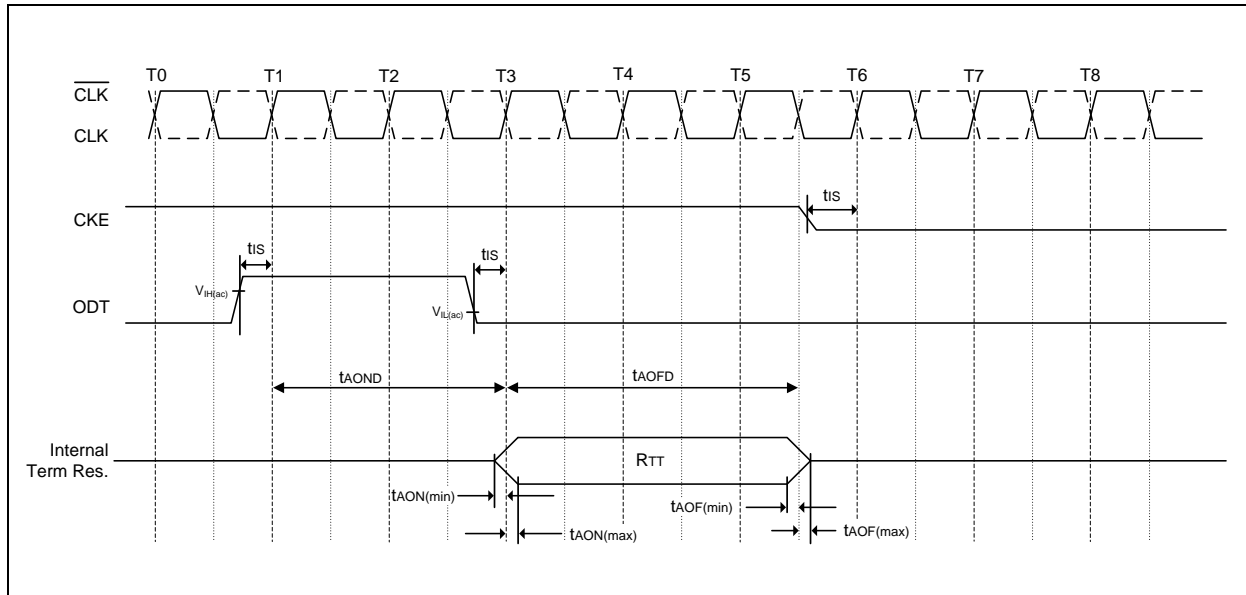 T0 T1 T2 T3 T4 T5 T6 T7 T8
CLK
CLK
CKE
tIS
tIS
tIS
VIH(ac)
ODT
VIL(ac)
tAOND
tAOFD
Internal
Term Res.
RTT
tAON(min)
tAOF(min)
tAON(max)
tAOF(max)